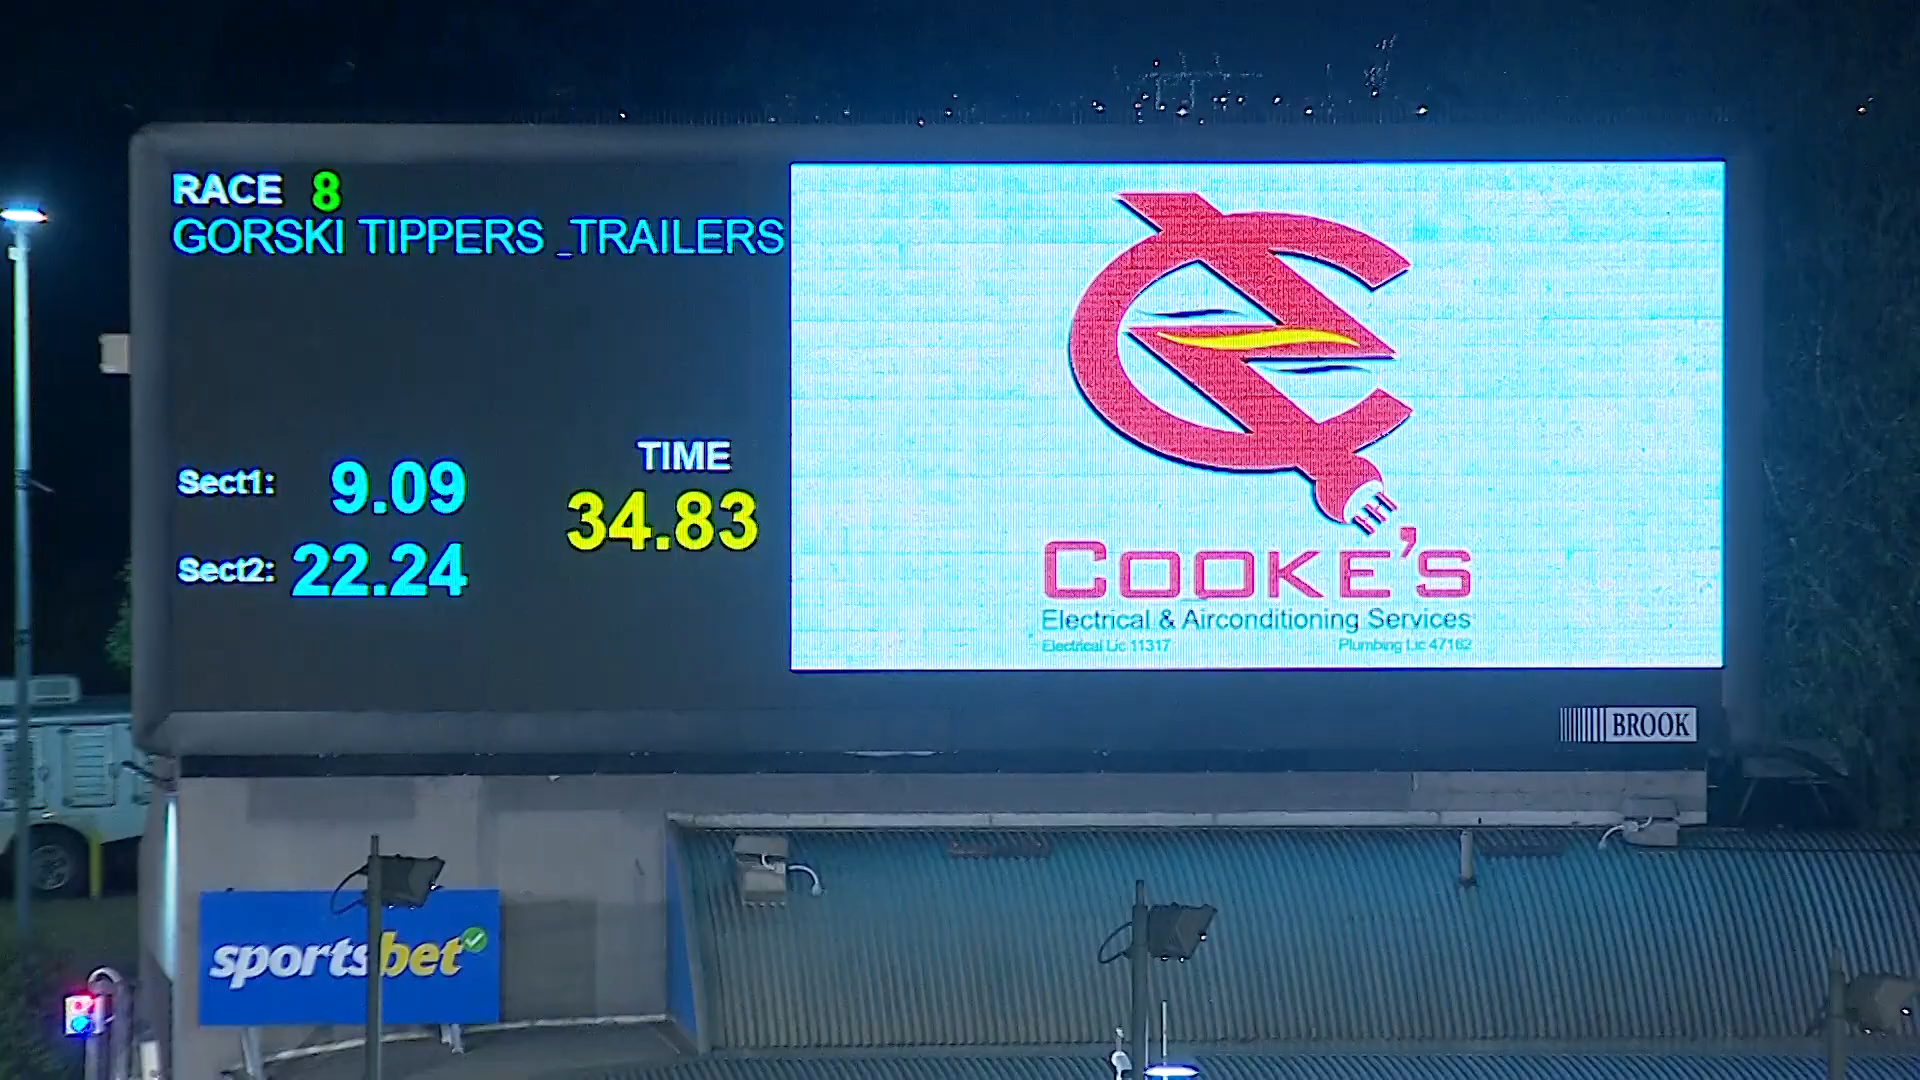 RACE 8
GORSKI TIPPERS _TRAILERS
TIME
Sect1: 9.09
34.83
Sect2: 22.24
COOKE'S
Electrical & Airconditioning Services
Electrical Lic 11317 Plumbing Lic 47162
BROOK
sportsbet